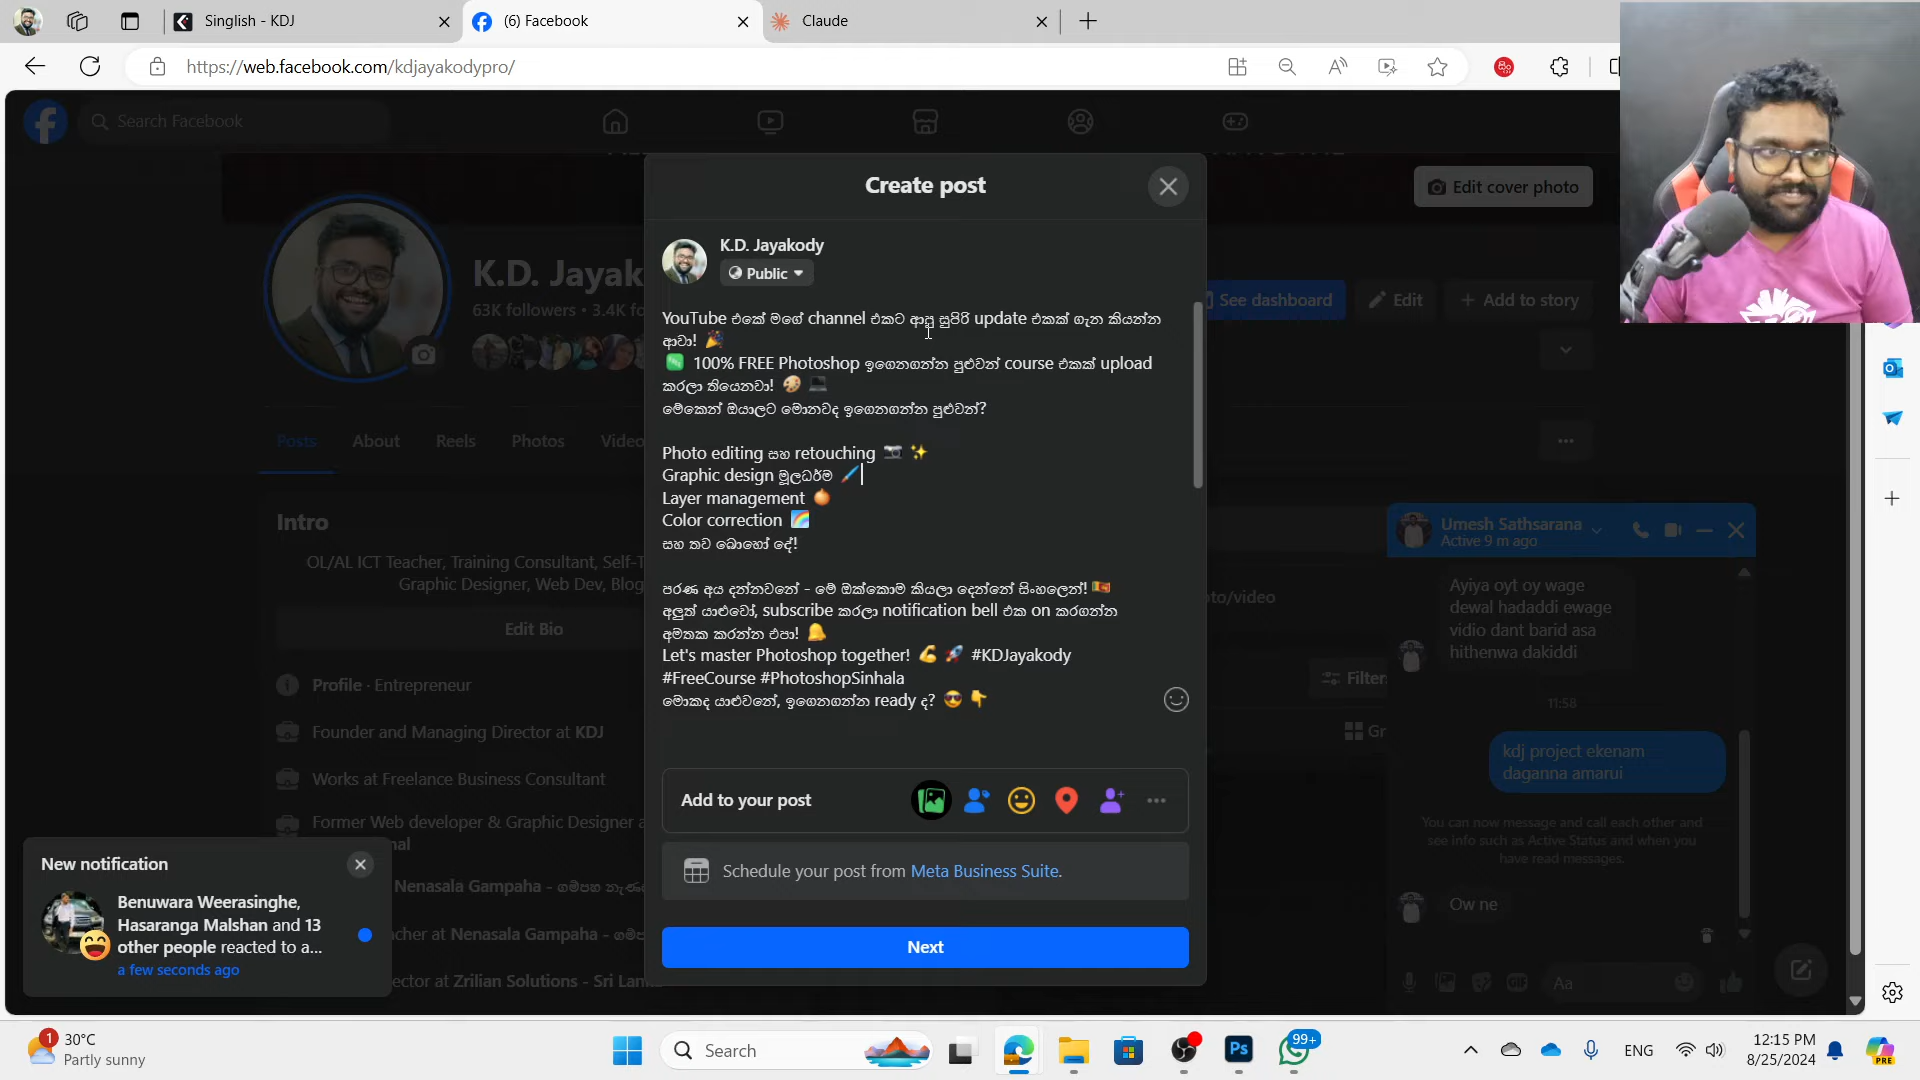 Singlish - KDJ
(6) Facebook
Claude
https://web.facebook.com/kdjayakodypro/
Search Facebook
Edit cover photo
Create post
K.D. Jayakody
Public
K.D. Jayak
63K followers • 3.4K fo
See dashboard
Edit
Add to story
YouTube එකේ මගේ channel එකට ආපු සුපිරි update එකක් ගැන කියන්න
ආවා!
100% FREE Photoshop ඉගෙනගන්න පුළුවන් course එකක් upload
කරලා තියෙනවා!
මේකෙන් ඔයාලට මොනවද ඉගෙනගන්න පුළුවන්?
Photo editing සහ retouching
Graphic design මූලධර්ම
Layer management
Color correction
සහ තව බොහෝ දේ!
පරණ අය දන්නවනේ - මේ ඔක්කොම කියලා දෙන්නේ සිංහලෙන්!
අලුත් යාළුවෝ, subscribe කරලා notification bell එක on කරගන්න
අමතක කරන්න එපා!
Let's master Photoshop together! #KDJayakody
#FreeCourse #PhotoshopSinhala
මොකද යාළුවනේ, ඉගෙනගන්න ready ද?
Add to your post
Schedule your post from Meta Business Suite.
Next
Posts
About
Reels
Photos
Video
Intro
OL/AL ICT Teacher, Training Consultant, Self-T
Graphic Designer, Web Dev, Blog
Edit Bio
Profile · Entrepreneur
Founder and Managing Director at KDJ
Works at Freelance Business Consultant
Former Web developer & Graphic Designer a
nal
Nenasala Gampaha - ගම්පහ නැණ
cher at Nenasala Gampaha - ගම්
ector at Zrilian Solutions - Sri Lan
to/video
Filter
Gr
New notification
Benuwara Weerasinghe,
Hasaranga Malshan and 13
other people reacted to a...
a few seconds ago
Umesh Sathsarana
Active 9 m ago
Ayiya oyt oy wage
dewal hadaddi ewage
vidio dant barid asa
hithenwa dakiddi
11:58
kdj project ekenam
daganna amarui
You can now message and call each other and
see info such as Active Status and when you
have read messages.
Ow ne
GIF
Aa
1
30°C
Partly sunny
Search
Ps
99+
ENG
12:15 PM
8/25/2024
PRE